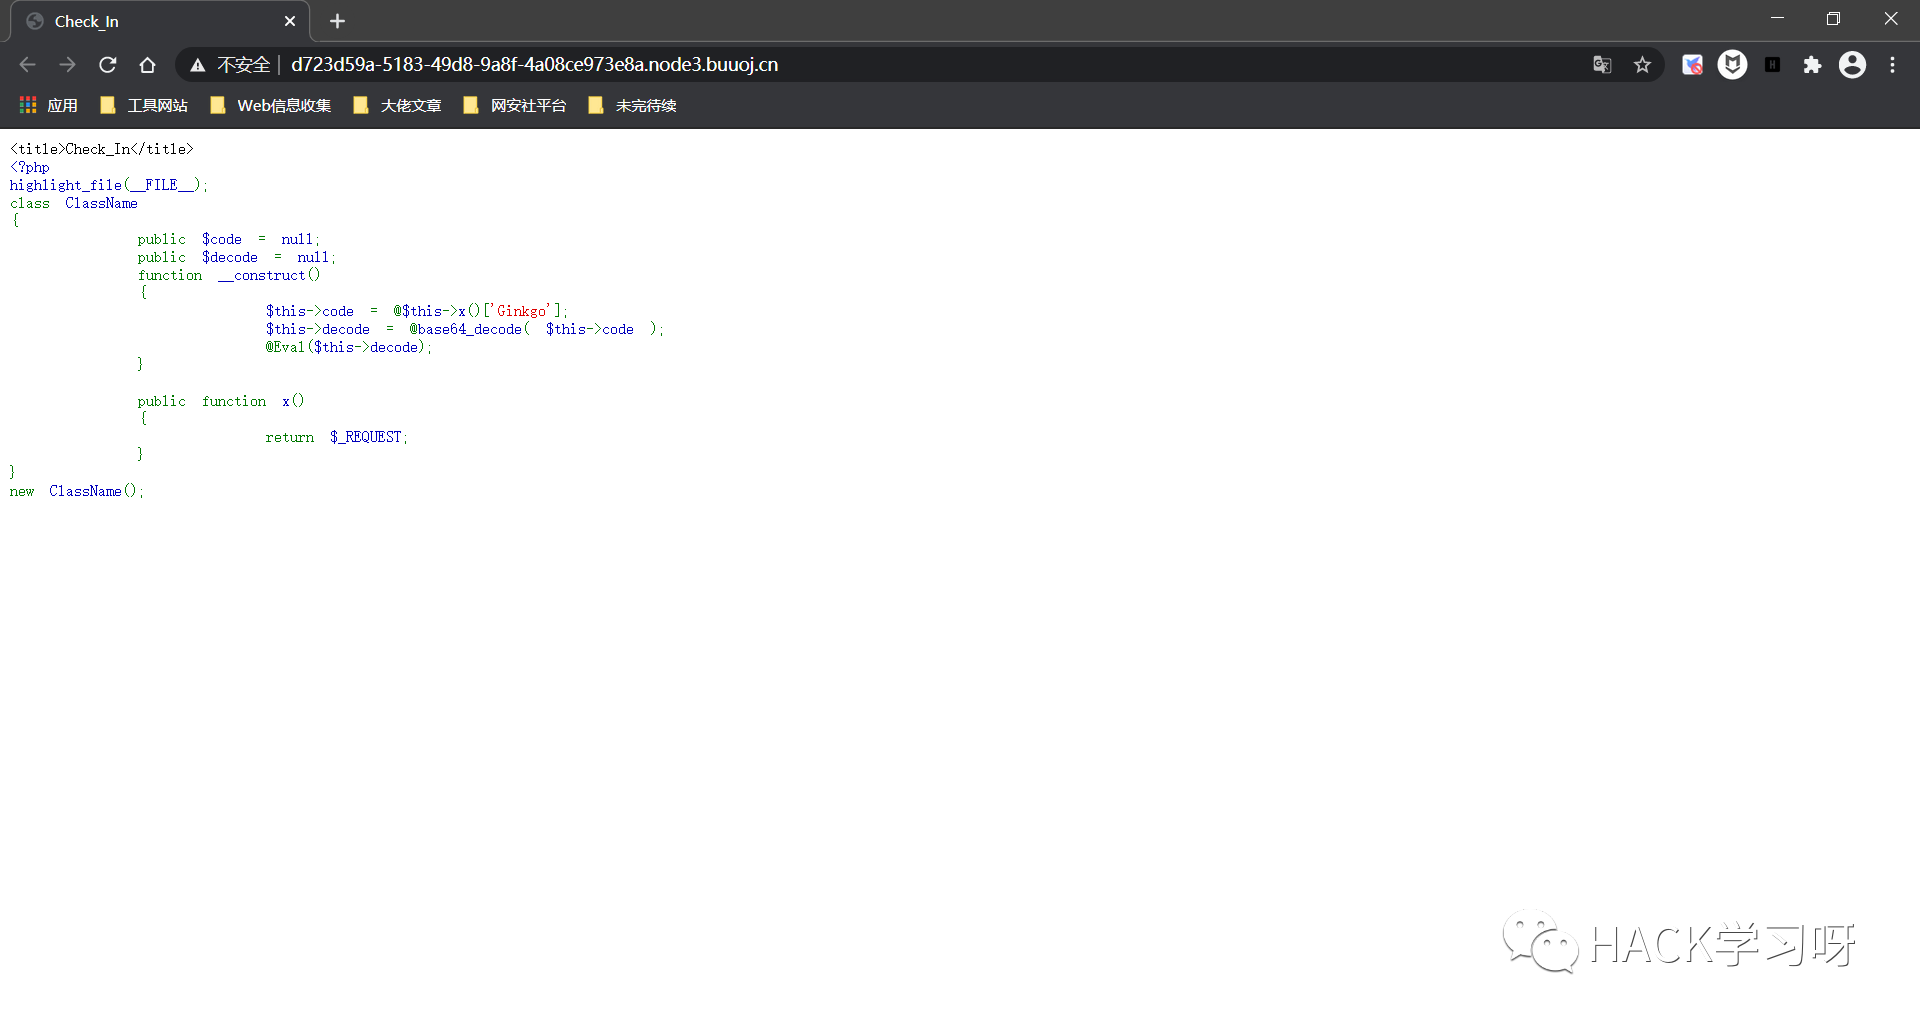 Check_In
不安全 d723d59a-5183-49d8-9a8f-4a08ce973e8a.node3.buuoj.cn
应用 工具网站 Web信息收集 大佬文章 网安社平台 未完待续
<title>Check_In</title>
<?php
highlight_file(__FILE__);
class ClassName
{
public $code = null;
public $decode = null;
function __construct()
{
$this->code = @$this->x()['Ginkgo'];
$this->decode = @base64_decode( $this->code );
@Eval($this->decode);
}
public function x()
{
return $_REQUEST;
}
}
new ClassName();
HACK学习呀